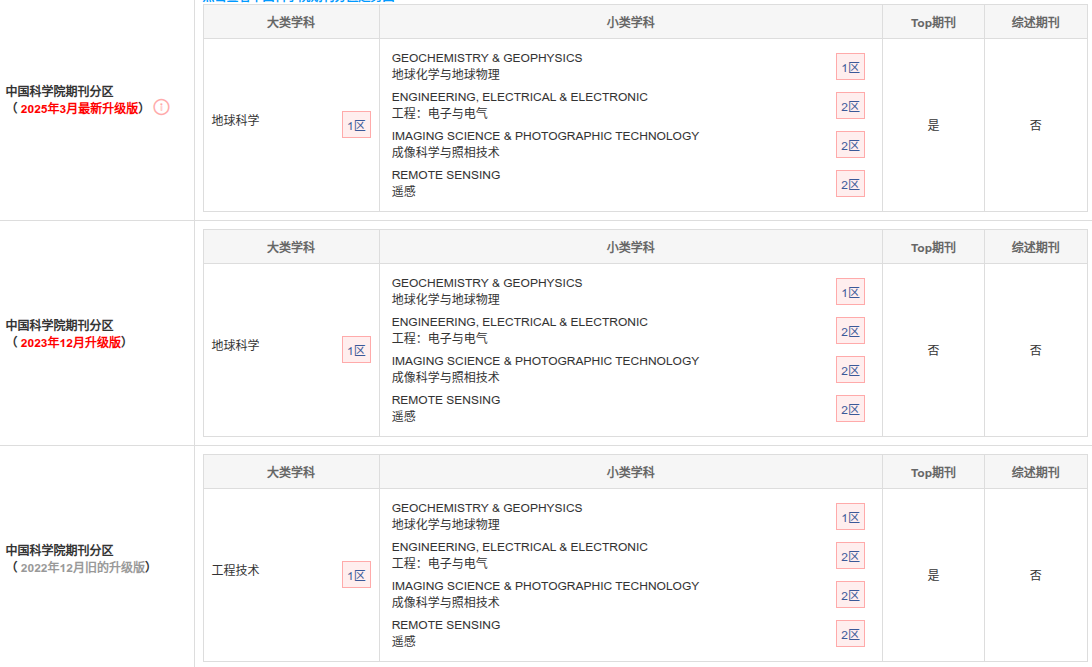 大类学科 小类学科 Top期刊 综述期刊
中国科学院期刊分区
（ 2025年3月最新升级版）
地球科学 1区
GEOCHEMISTRY & GEOPHYSICS
地球化学与地球物理 1区
ENGINEERING, ELECTRICAL & ELECTRONIC
工程：电子与电气 2区
IMAGING SCIENCE & PHOTOGRAPHIC TECHNOLOGY
成像科学与照相技术 2区
REMOTE SENSING
遥感 2区
是 否
大类学科 小类学科 Top期刊 综述期刊
中国科学院期刊分区
（ 2023年12月升级版）
地球科学 1区
GEOCHEMISTRY & GEOPHYSICS
地球化学与地球物理 1区
ENGINEERING, ELECTRICAL & ELECTRONIC
工程：电子与电气 2区
IMAGING SCIENCE & PHOTOGRAPHIC TECHNOLOGY
成像科学与照相技术 2区
REMOTE SENSING
遥感 2区
否 否
大类学科 小类学科 Top期刊 综述期刊
中国科学院期刊分区
（ 2022年12月旧的升级版）
工程技术 1区
GEOCHEMISTRY & GEOPHYSICS
地球化学与地球物理 1区
ENGINEERING, ELECTRICAL & ELECTRONIC
工程：电子与电气 2区
IMAGING SCIENCE & PHOTOGRAPHIC TECHNOLOGY
成像科学与照相技术 2区
REMOTE SENSING
遥感 2区
是 否